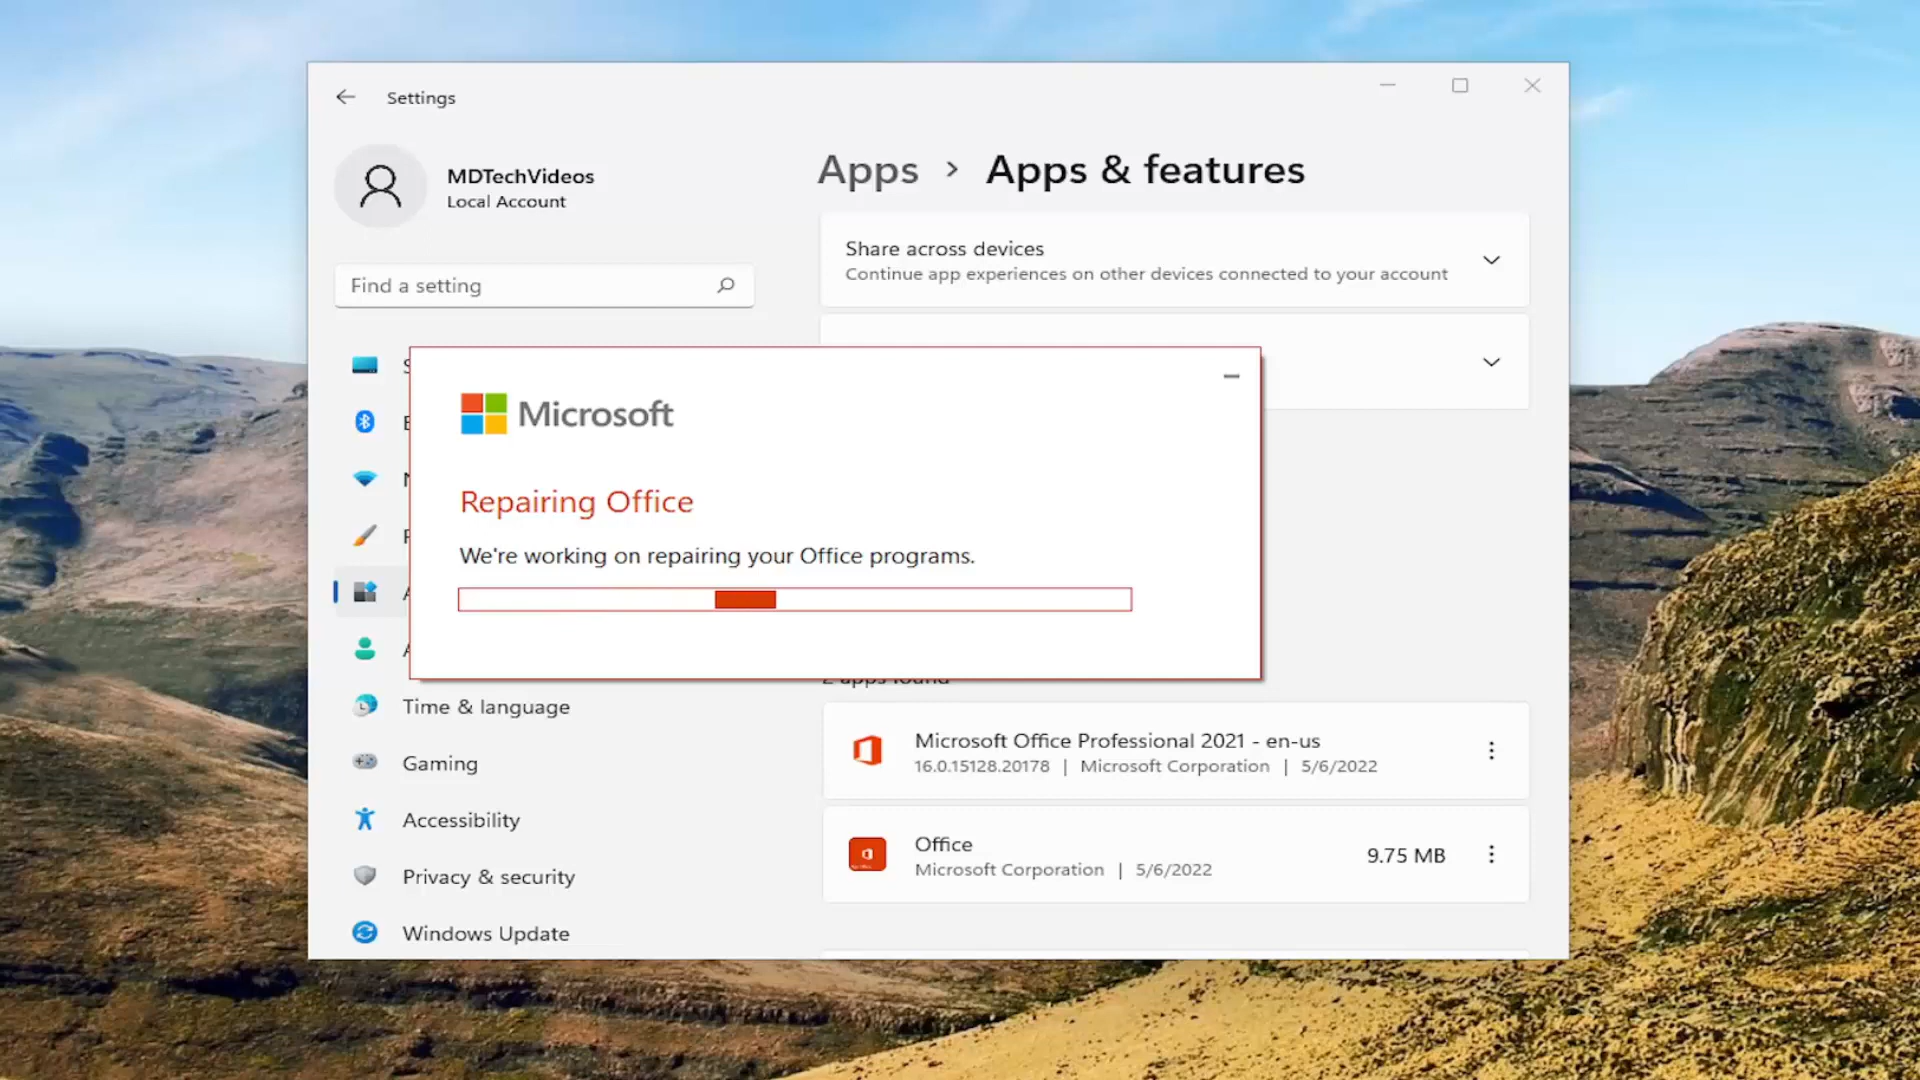 Settings
MDTechVideos
Local Account
Find a setting
Apps > Apps & features
Share across devices
Continue app experiences on other devices connected to your account
Microsoft
Repairing Office
We're working on repairing your Office programs.
2 apps found
Time & language
Gaming
Accessibility
Privacy & security
Windows Update
Microsoft Office Professional 2021 - en-us
16.0.15128.20178 | Microsoft Corporation | 5/6/2022
Office
Microsoft Corporation | 5/6/2022
9.75 MB